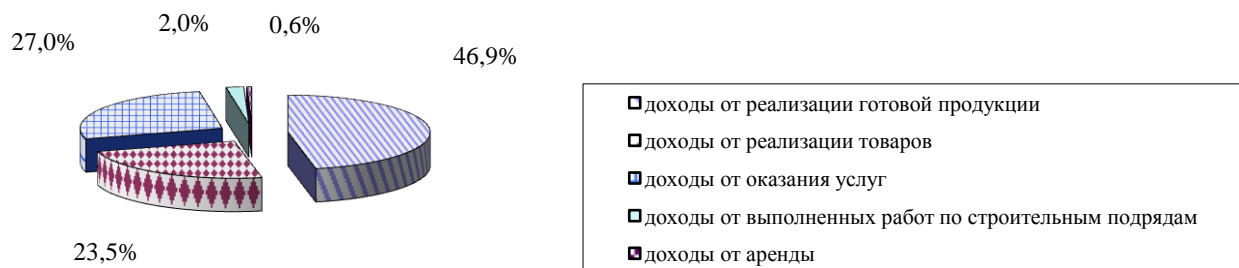 2,0% 0,6%
27,0% 46,9%
доходы от реализации готовой продукции
доходы от реализации товаров
доходы от оказания услуг
доходы от выполненных работ по строительным подрядам
доходы от аренды
23,5%